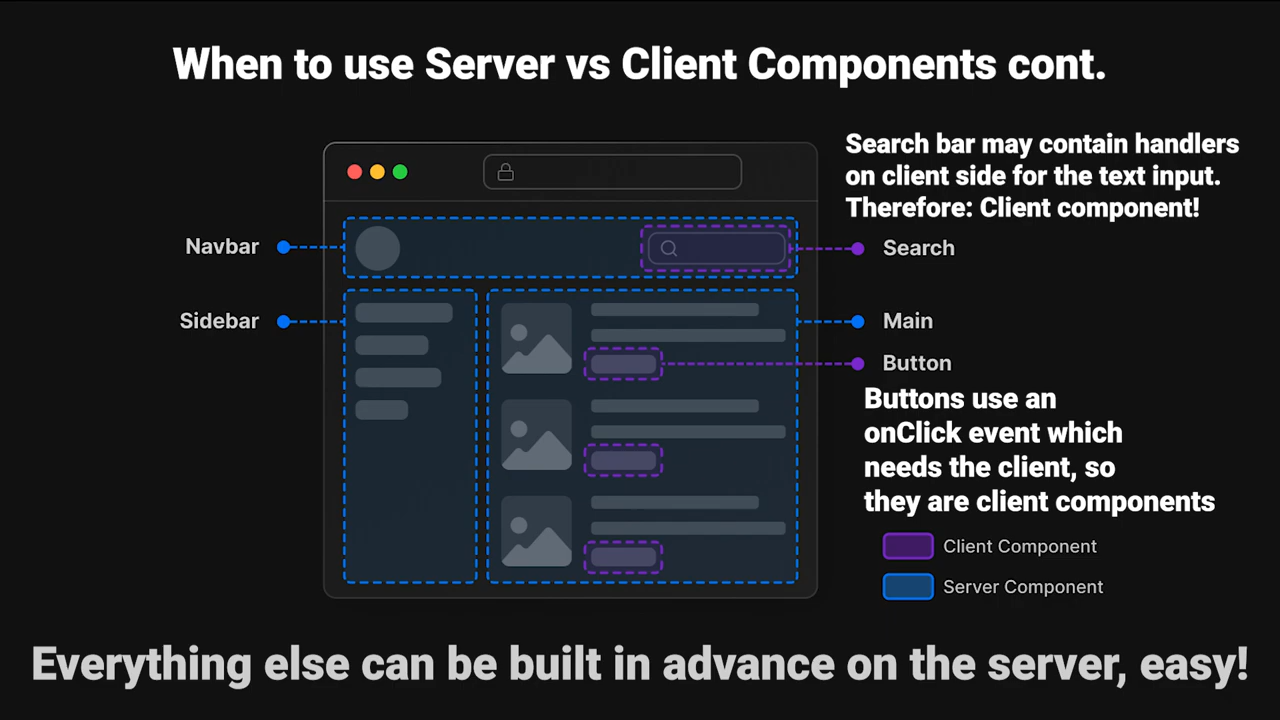 When to use Server vs Client Components cont.
Search bar may contain handlers
on client side for the text input.
Therefore: Client component!
Navbar
Search
Sidebar
Main
Button
Buttons use an
onClick event which
needs the client, so
they are client components
Client Component
Server Component
Everything else can be built in advance on the server, easy!